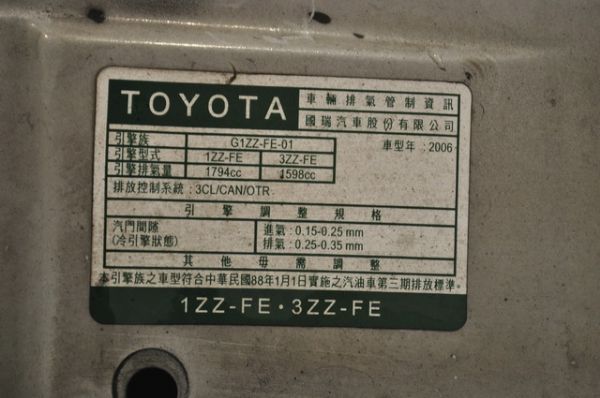 TOYOTA
車輛排氣管制資訊
國瑞汽車股份有限公司
引擎族 G1ZZ-FE-01 車型年:2006
引擎型式 1ZZ-FE 3ZZ-FE
引擎排氣量 1794cc 1598cc
排放控制系統:3CL/CAN/OTR
引擎調整規格
汽門間隙 進氣:0.15-0.25 mm
(冷引擎狀態) 排氣:0.25-0.35 mm
其他毋需調整
本引擎族之車型符合中華民國88年1月1日實施之汽油車第三期排放標準。
1ZZ-FE・3ZZ-FE